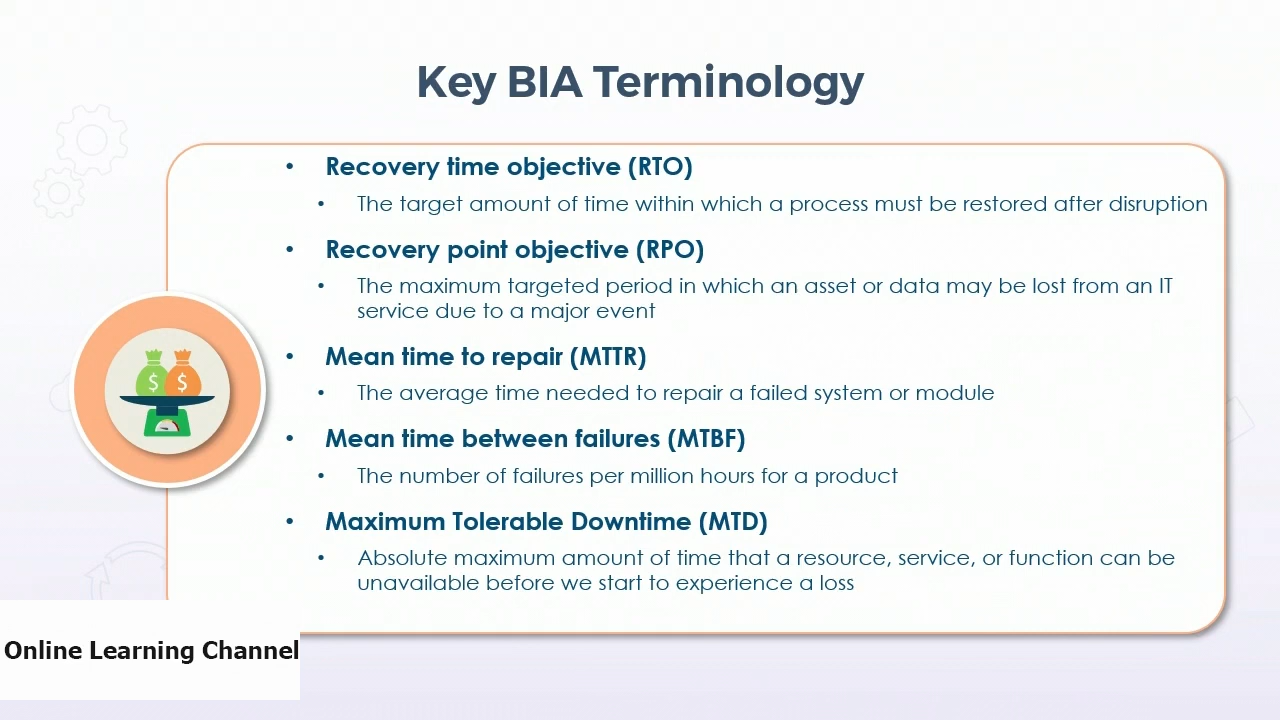 Key BIA Terminology
• Recovery time objective (RTO)
• The target amount of time within which a process must be restored after disruption
• Recovery point objective (RPO)
• The maximum targeted period in which an asset or data may be lost from an IT
service due to a major event
• Mean time to repair (MTTR)
• The average time needed to repair a failed system or module
• Mean time between failures (MTBF)
• The number of failures per million hours for a product
• Maximum Tolerable Downtime (MTD)
• Absolute maximum amount of time that a resource, service, or function can be
unavailable before we start to experience a loss
$ $
Online Learning Channel